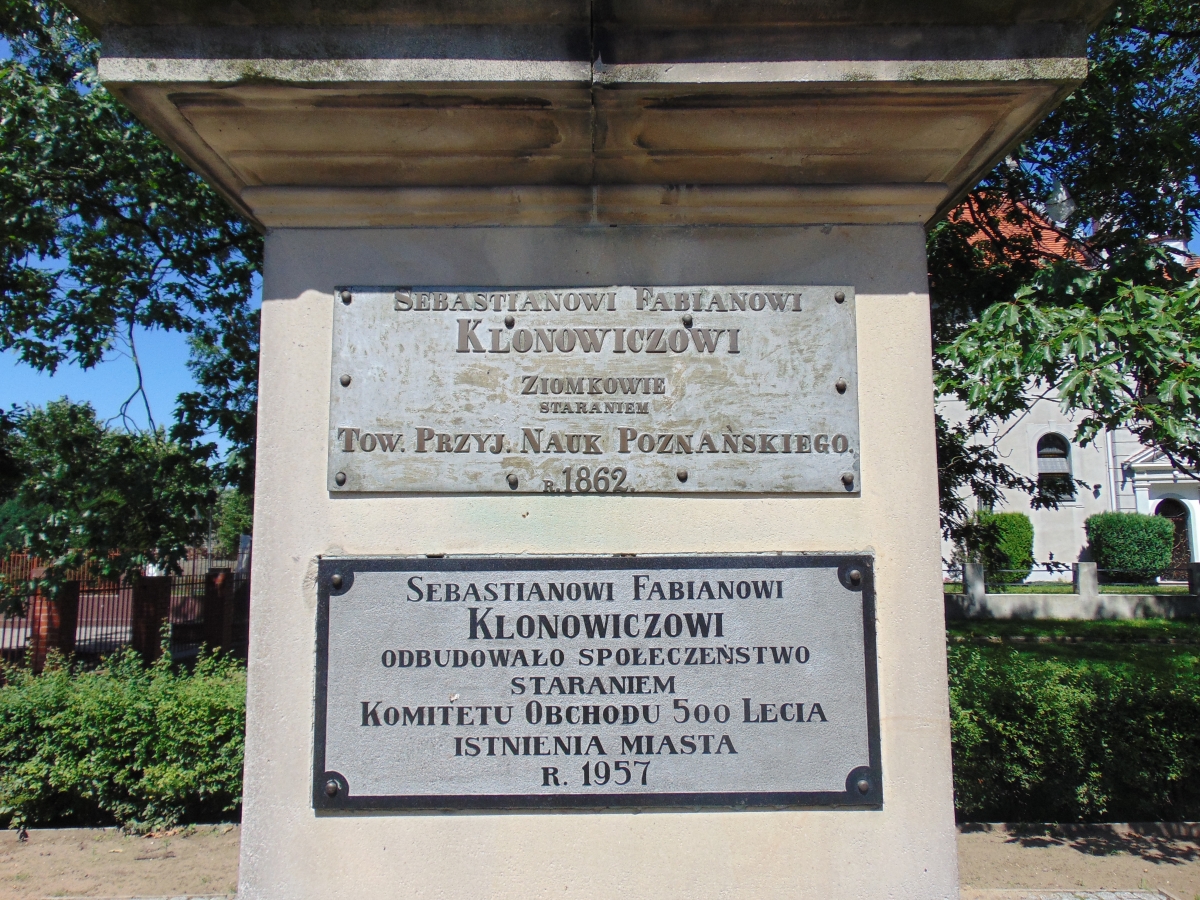 SEBASTIANOWI FABIANOWI
KLONOWICZOWI
ZIOMKOWIE
STARANIEM
TOW. PRZYJ. NAUK POZNAŃSKIEGO.
R. 1862.
SEBASTIANOWI FABIANOWI
KLONOWICZOWI
ODBUDOWAŁO SPOŁECZEŃSTWO
STARANIEM
KOMITETU OBCHODU 500 LECIA
ISTNIENIA MIASTA
R. 1957